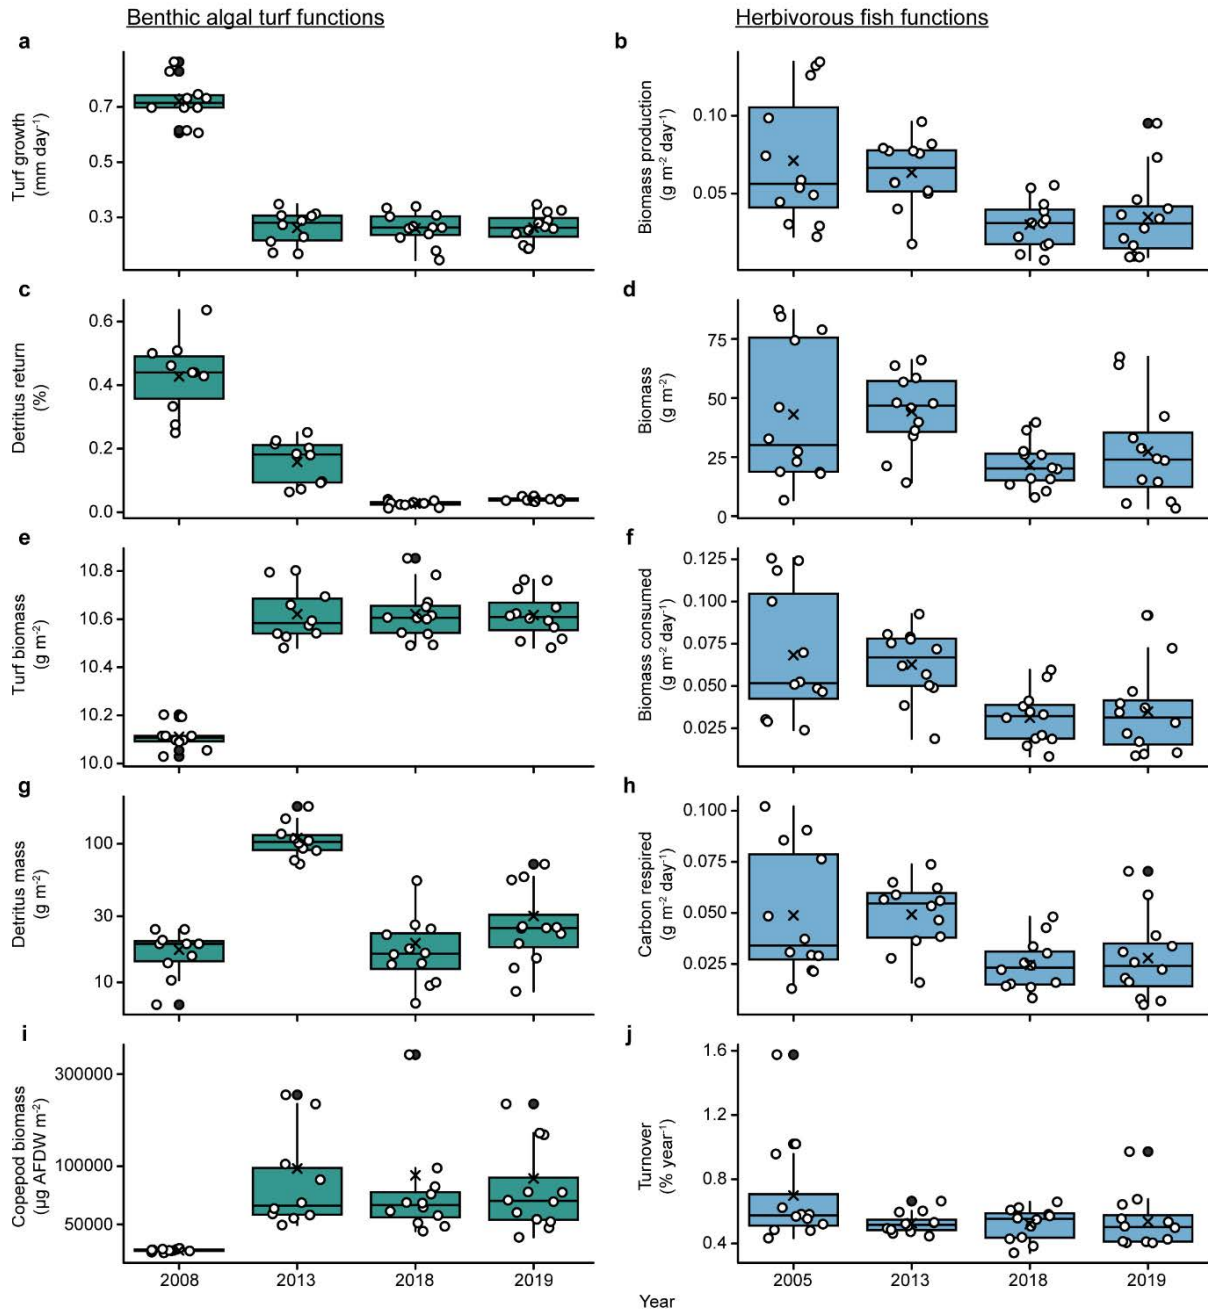 Benthic algal turf functions
Herbivorous fish functions
a
Turf growth
(mm day⁻¹)
0.7
0.5
0.3
b
Biomass production
(g m⁻² day⁻¹)
0.10
0.05
c
Detritus return
(%)
0.6
0.4
0.2
0.0
d
Biomass
(g m⁻²)
75
50
25
0
e
Turf biomass
(g m⁻²)
10.8
10.6
10.4
10.2
10.0
f
Biomass consumed
(g m⁻² day⁻¹)
0.125
0.100
0.075
0.050
0.025
g
Detritus mass
(g m⁻²)
100
30
10
h
Carbon respired
(g m⁻² day⁻¹)
0.100
0.075
0.050
0.025
i
Copepod biomass
(µg AFDW m⁻²)
300000
100000
50000
2008 2013 2018 2019
j
Turnover
(% year⁻¹)
1.6
1.2
0.8
0.4
2005 2013 2018 2019
Year